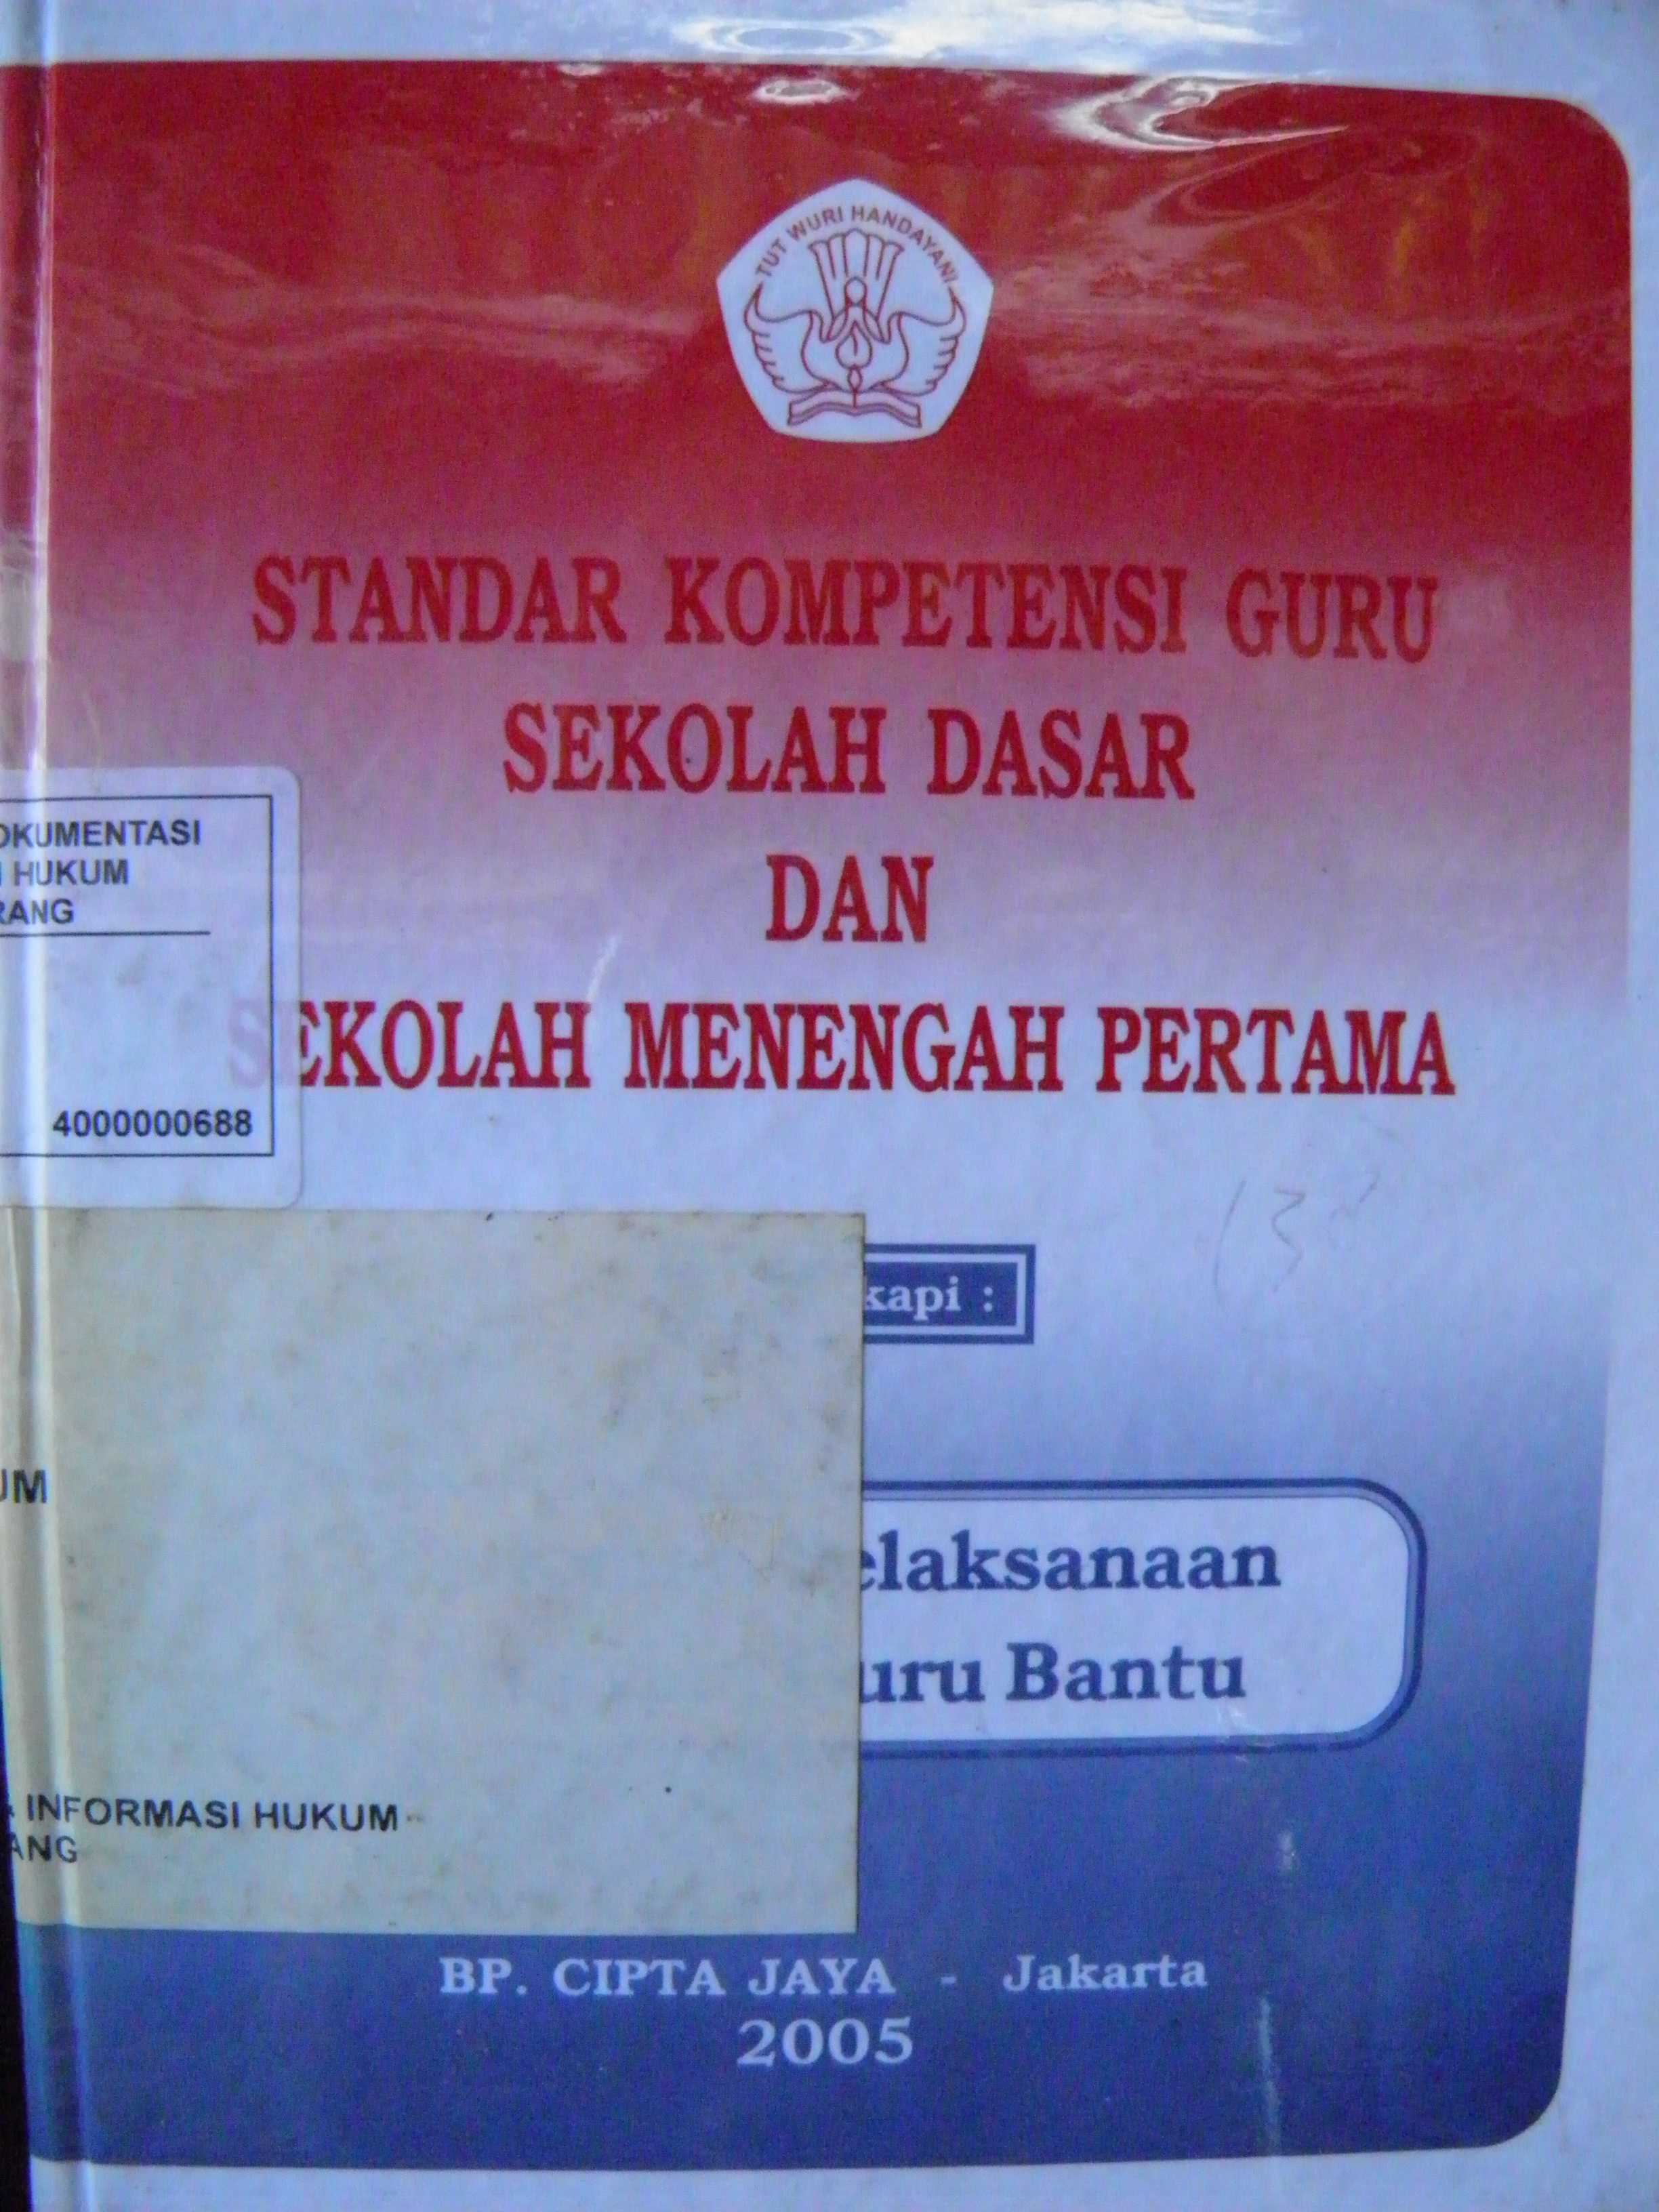 TUT WURI HANDAYANI
STANDAR KOMPETENSI GURU
SEKOLAH DASAR
DAN
SEKOLAH MENENGAH PERTAMA
OKUMENTASI
HUKUM
RANG
4000000688
kapi :
elaksanaan
uru Bantu
UM
INFORMASI HUKUM
ANG
BP. CIPTA JAYA - Jakarta
2005